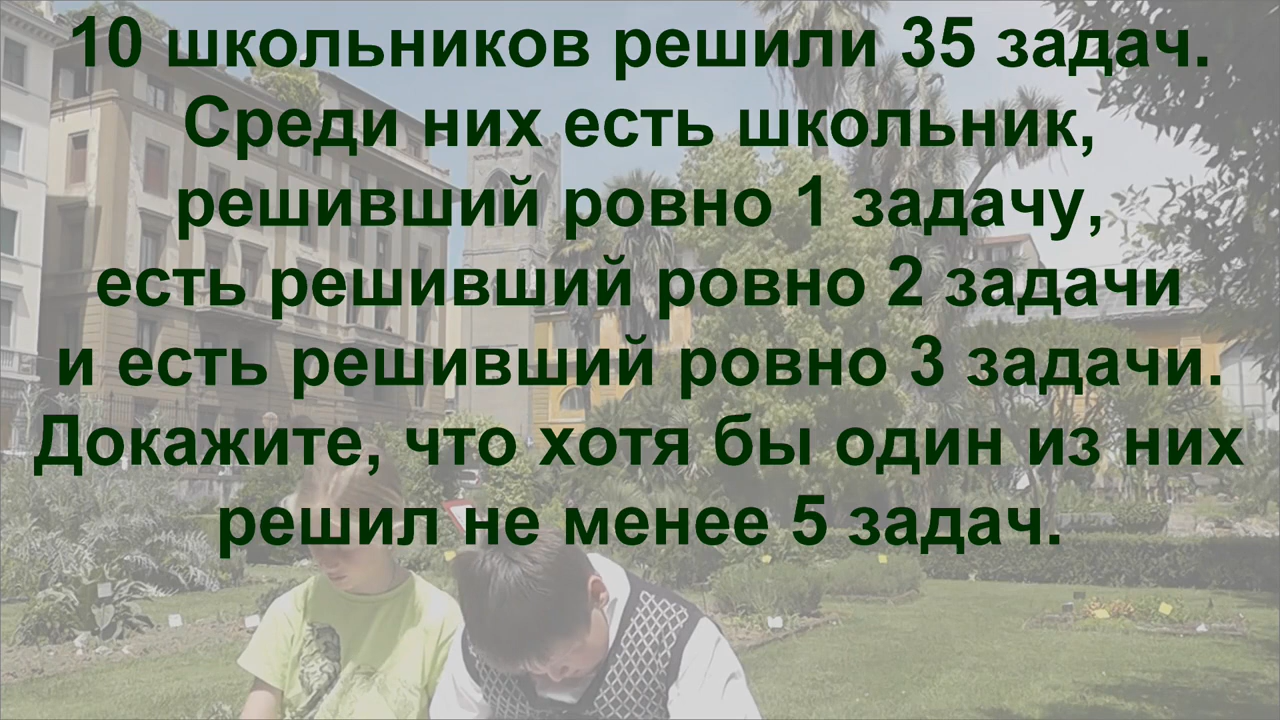 10 школьников решили 35 задач.
Среди них есть школьник,
решивший ровно 1 задачу,
есть решивший ровно 2 задачи
и есть решивший ровно 3 задачи.
Докажите, что хотя бы один из них
решил не менее 5 задач.